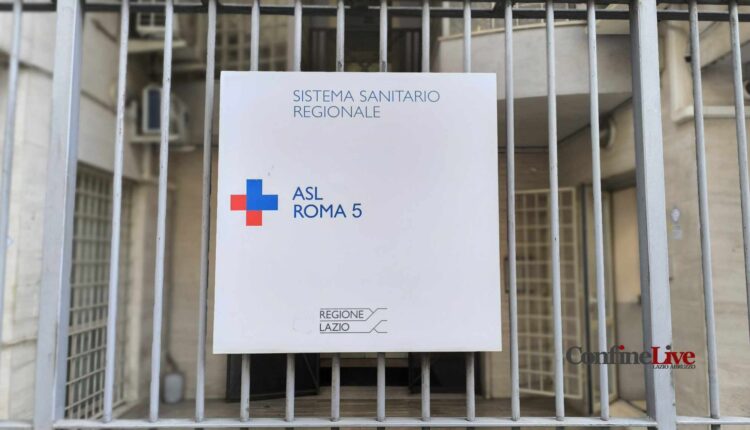 SISTEMA SANITARIO
REGIONALE
ASL
ROMA 5
REGIONE
LAZIO
ConfineLive
LAZIO ABRUZZO